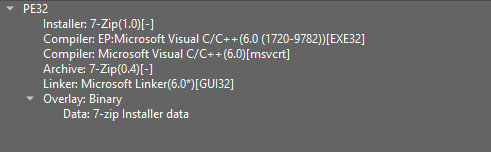 PE32
Installer: 7-Zip(1.0)[-]
Compiler: EP:Microsoft Visual C/C++(6.0 (1720-9782))[EXE32]
Compiler: Microsoft Visual C/C++(6.0)[msvcrt]
Archive: 7-Zip(0.4)[-]
Linker: Microsoft Linker(6.0*)[GUI32]
Overlay: Binary
Data: 7-zip Installer data